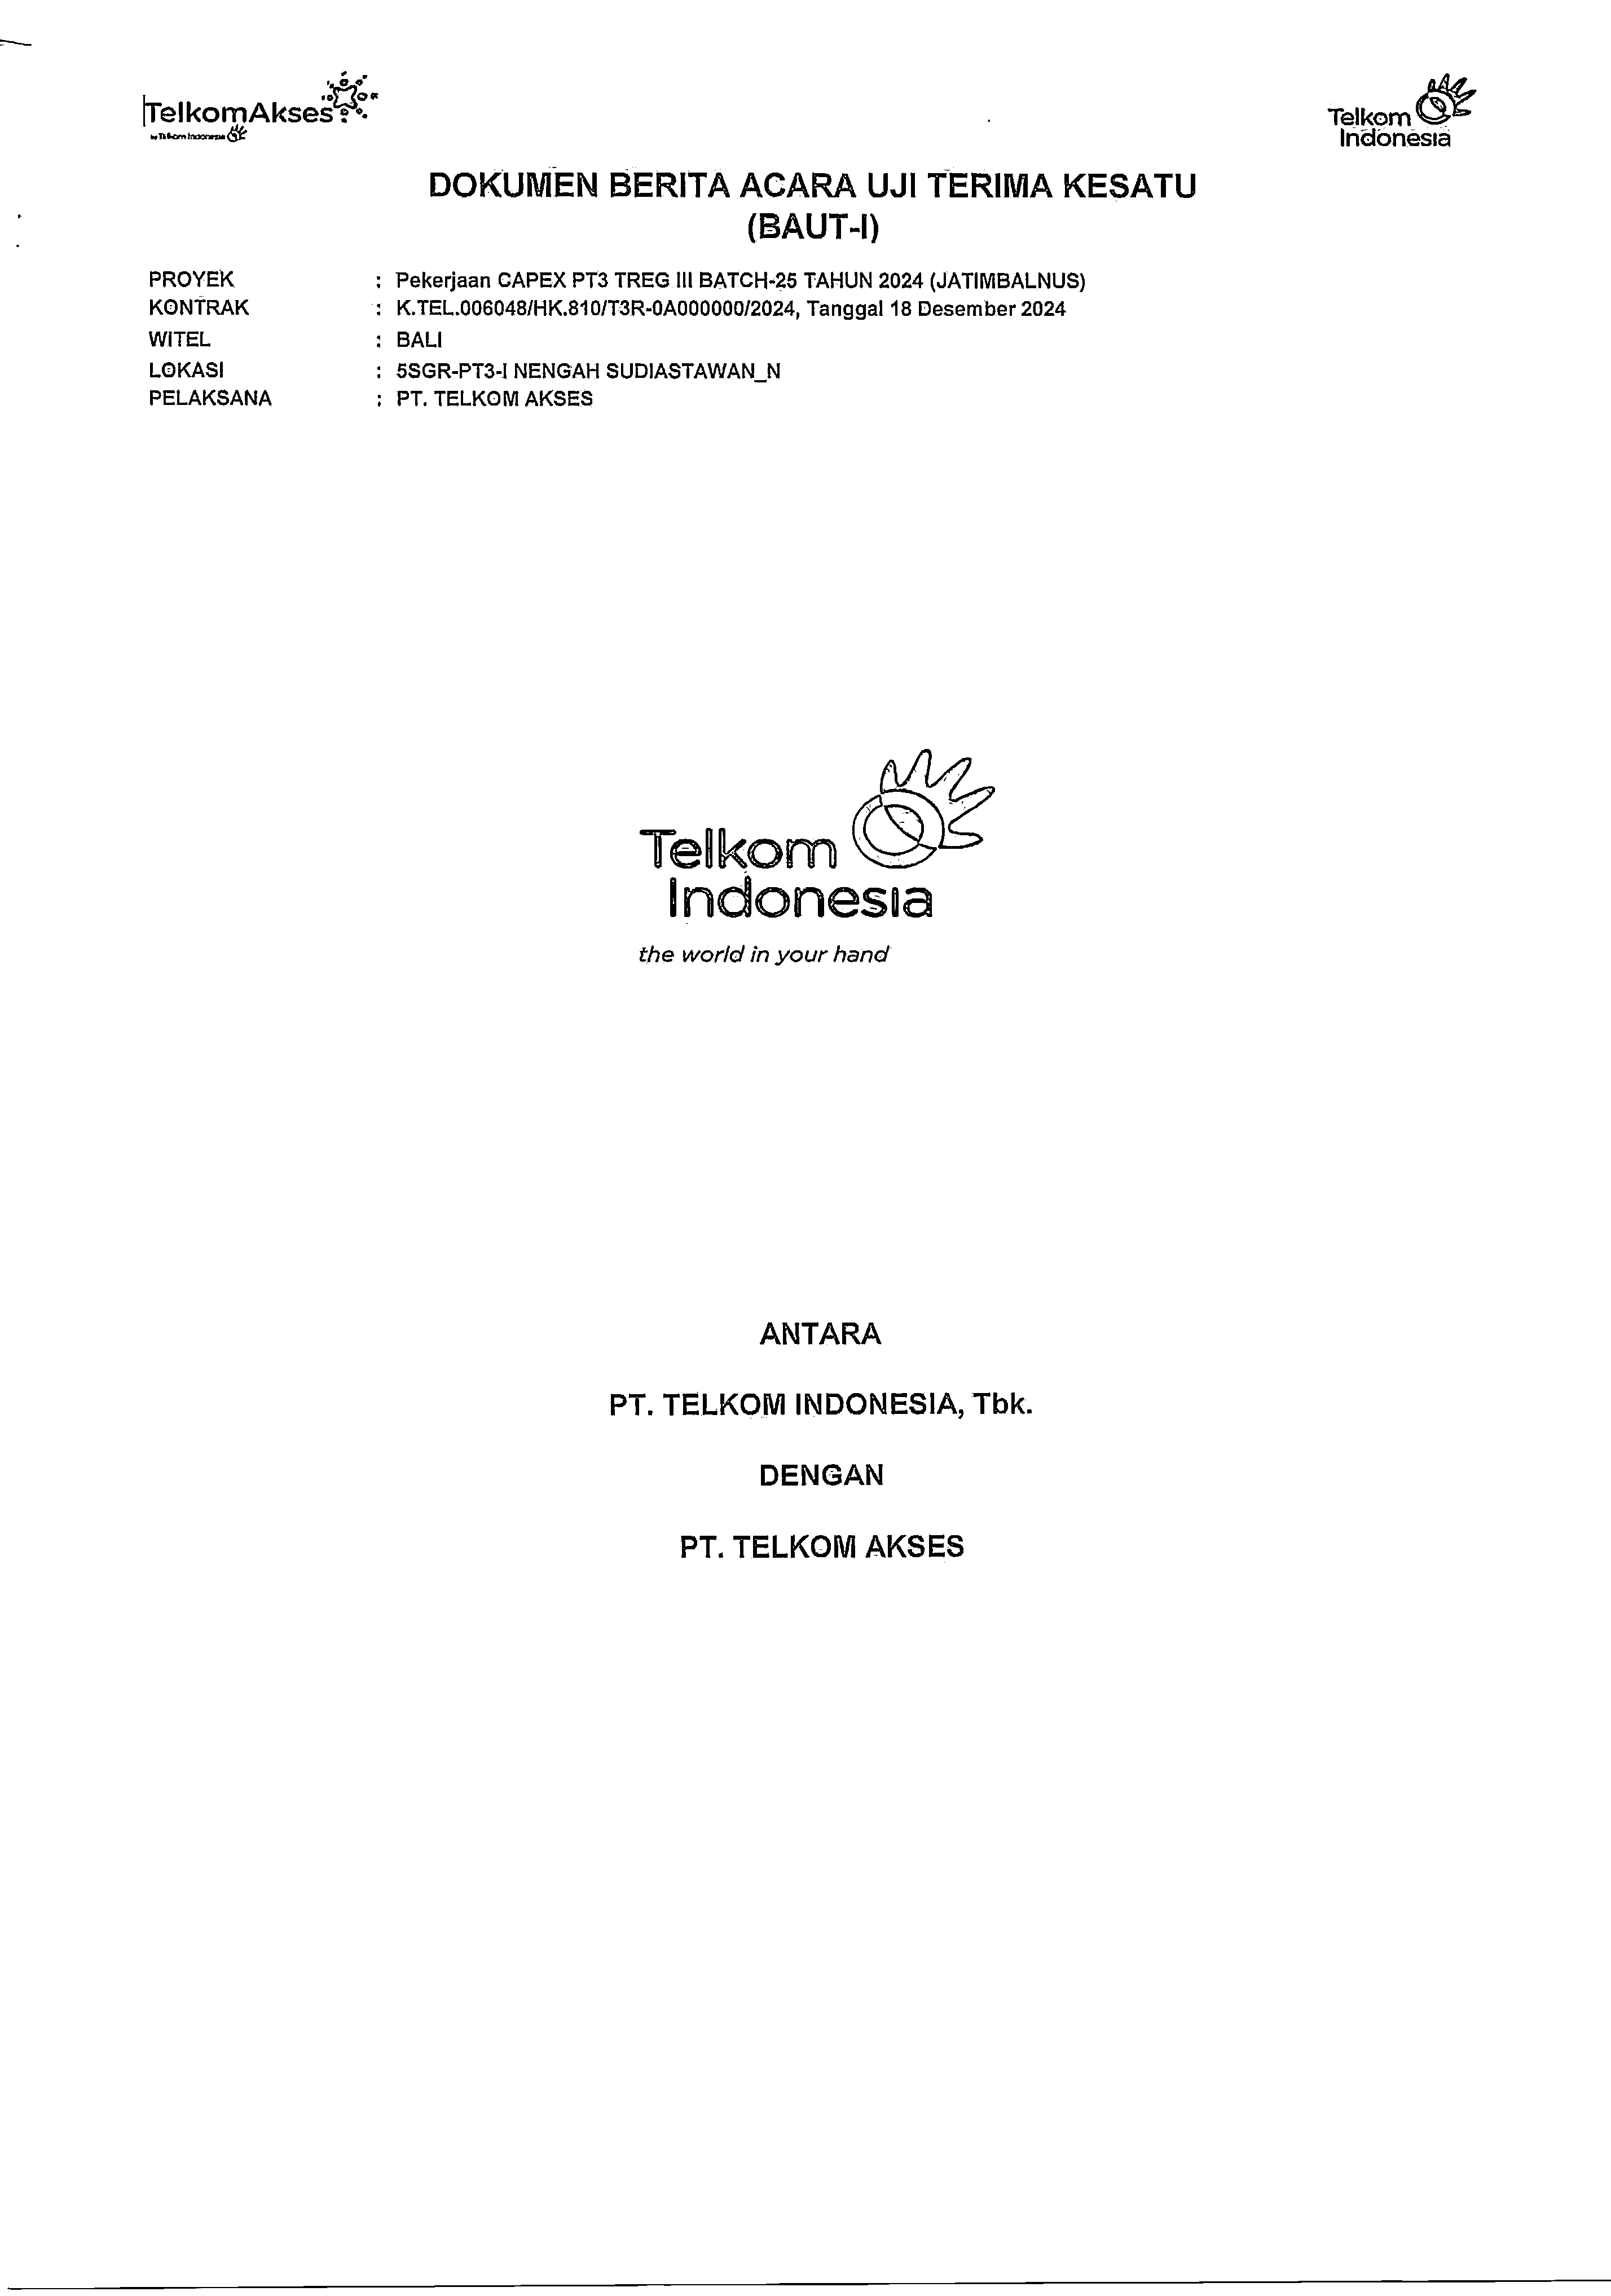 TelkomAkses
by Telkom Indonesia
Telkom
Indonesia
DOKUMEN BERITA ACARA UJI TERIMA KESATU
(BAUT-I)
PROYEK : Pekerjaan CAPEX PT3 TREG III BATCH-25 TAHUN 2024 (JATIMBALNUS)
KONTRAK : K.TEL.006048/HK.810/T3R-0A000000/2024, Tanggal 18 Desember 2024
WITEL : BALI
LOKASI : 5SGR-PT3-I NENGAH SUDIASTAWAN_N
PELAKSANA : PT. TELKOM AKSES
Telkom
Indonesia
the world in your hand
ANTARA
PT. TELKOM INDONESIA, Tbk.
DENGAN
PT. TELKOM AKSES